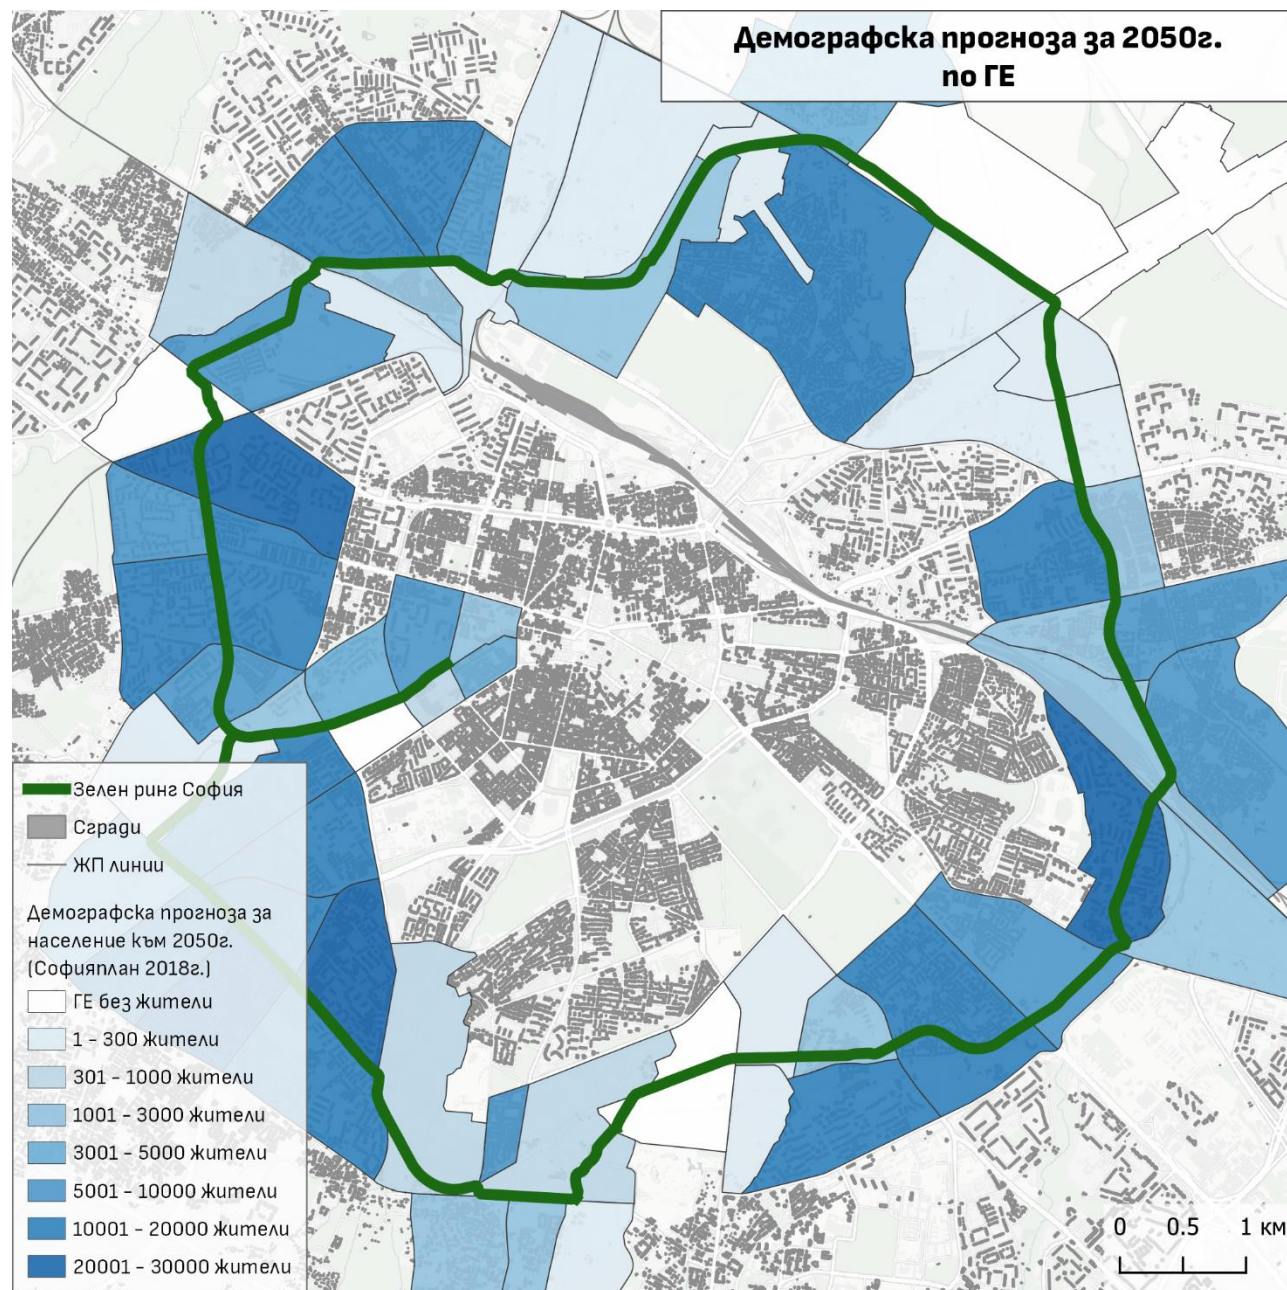 Демографска прогноза за 2050г.
по ГЕ
Зелен ринг София
Сгради
ЖП линии
Демографска прогноза за
население към 2050г.
(Софияплан 2018г.)
ГЕ без жители
1 - 300 жители
301 - 1000 жители
1001 - 3000 жители
3001 - 5000 жители
5001 - 10000 жители
10001 - 20000 жители
20001 - 30000 жители
0 0.5 1 км